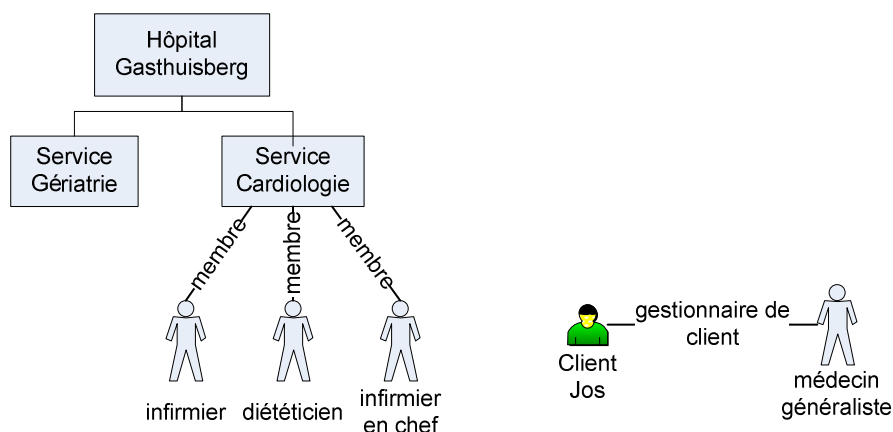 Hôpital
Gasthuisberg
Service
Gériatrie
Service
Cardiologie
membre
membre
membre
infirmier
diététicien
infirmier
en chef
Client
Jos
gestionnaire de
client
médecin
généraliste